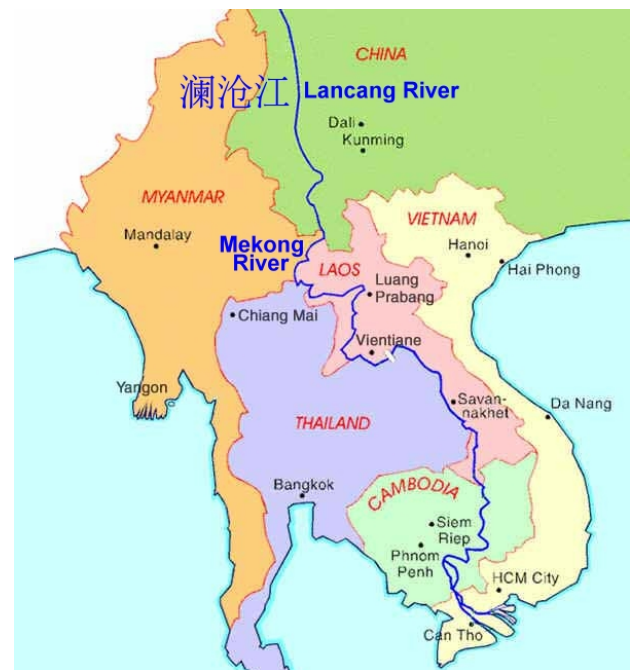 CHINA
澜沧江 Lancang River
Dali
Kunming
MYANMAR
VIETNAM
Mandalay
Mekong
River
Hanoi
LAOS
Hai Phong
Luang
Prabang
Chiang Mai
Vientiane
Yangon
Savan-
nakhet
Da Nang
THAILAND
Bangkok
CAMBODIA
Siem
Riep
Phnom
Penh
HCM City
Can Tho